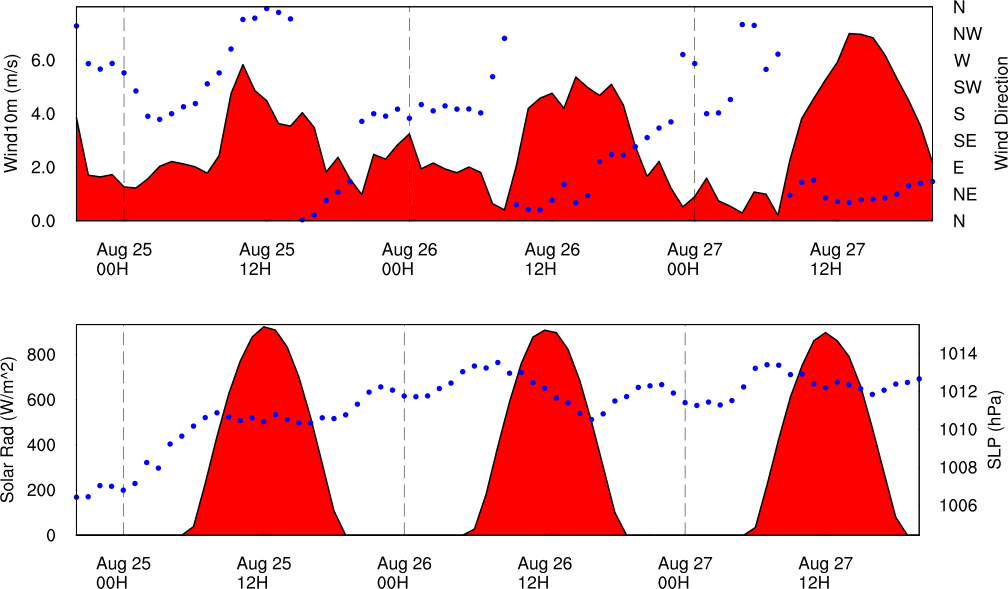 N
NW
W
SW
S
SE
E
NE
N
Wind Direction
6.0
4.0
2.0
0.0
Wind10m (m/s)
Aug 25 Aug 25 Aug 26 Aug 26 Aug 27 Aug 27
00H 12H 00H 12H 00H 12H
800
600
400
200
0
Solar Rad (W/m^2)
1014
1012
1010
1008
1006
SLP (hPa)
Aug 25 Aug 25 Aug 26 Aug 26 Aug 27 Aug 27
00H 12H 00H 12H 00H 12H